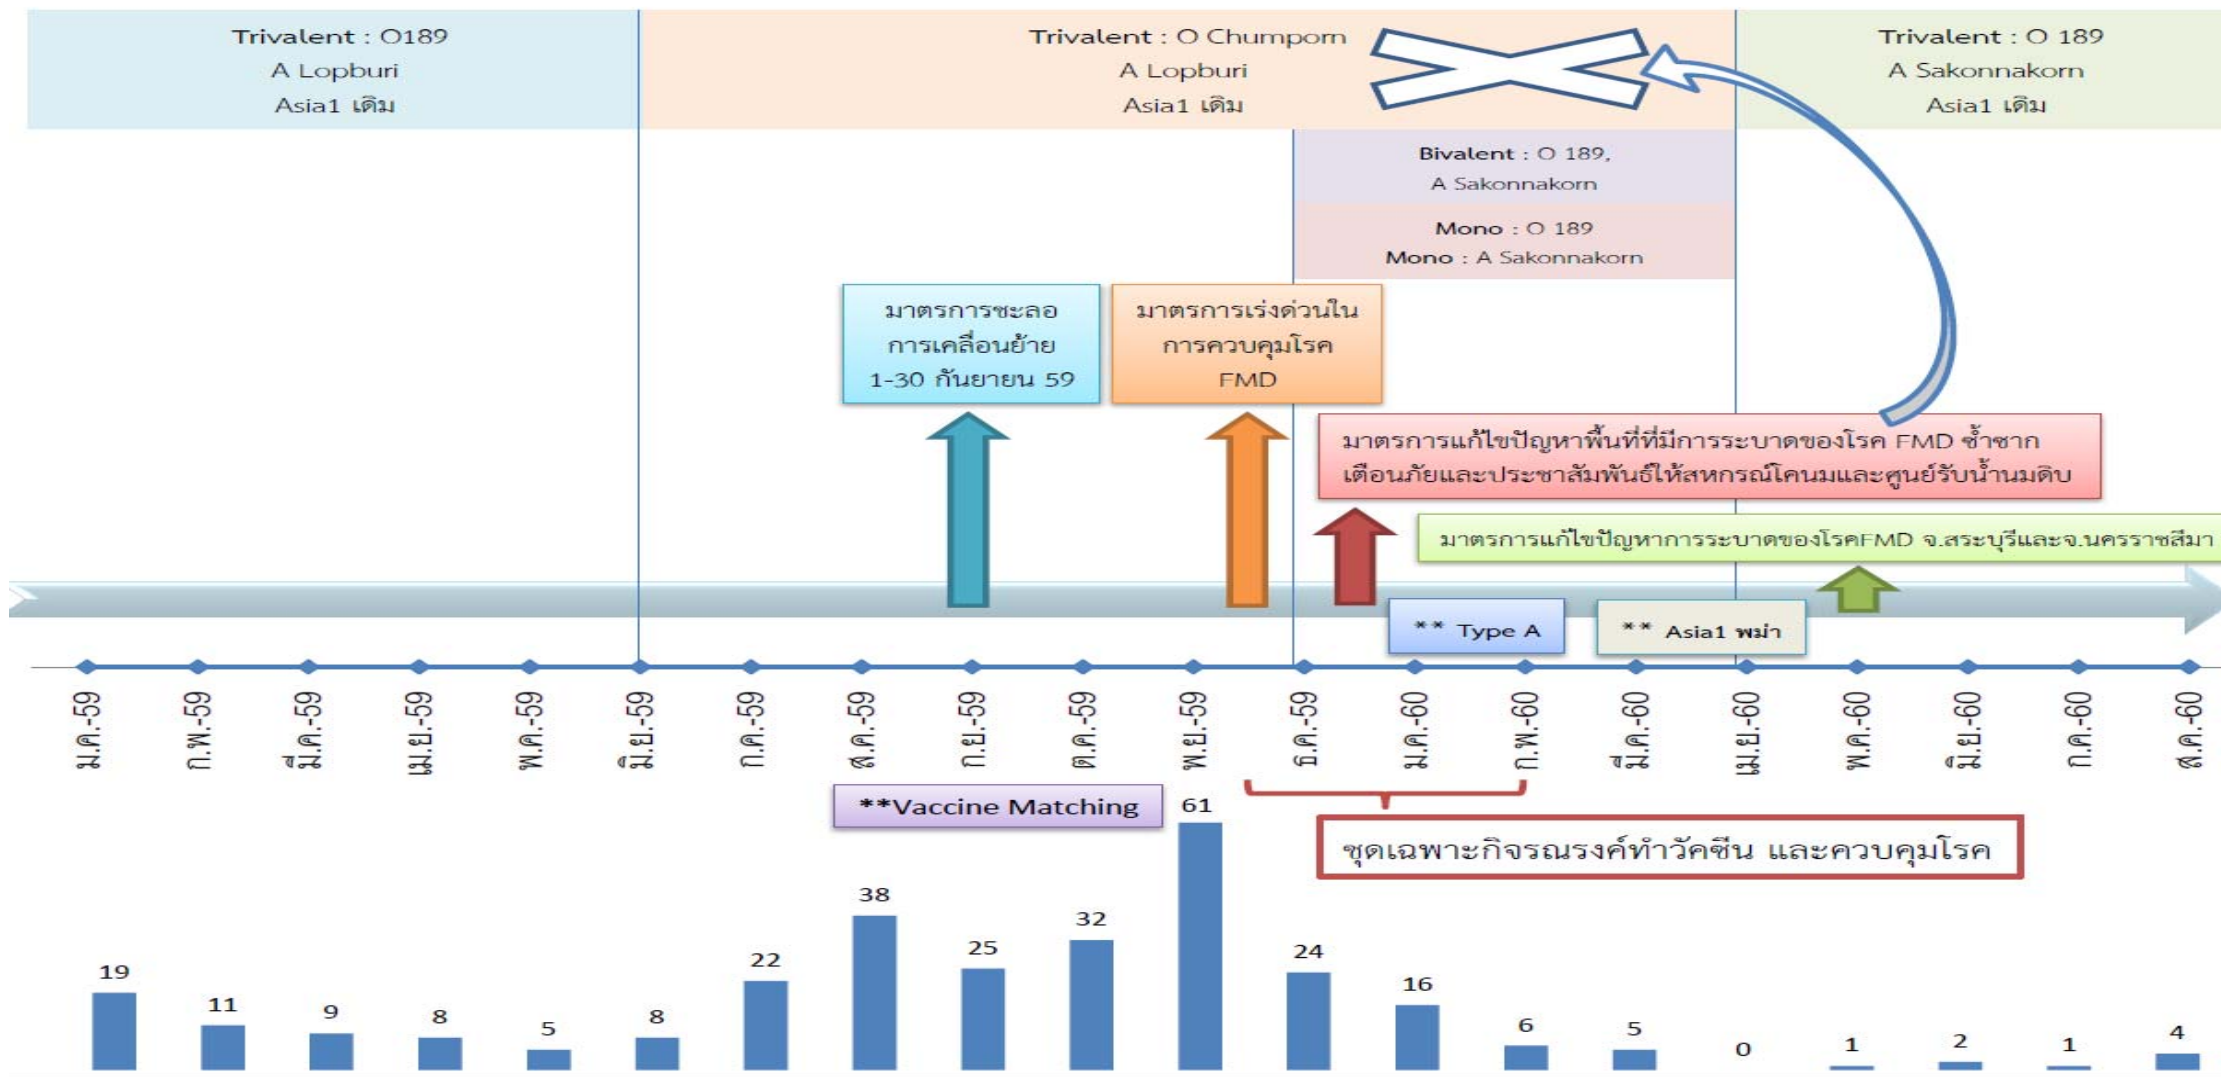 Trivalent : O189
A Lopburi
Asia1 เดิม
Trivalent : O Chumporn
A Lopburi
Asia1 เดิม
Trivalent : O 189
A Sakonnakorn
Asia1 เดิม
Bivalent : O 189,
A Sakonnakorn
Mono : O 189
Mono : A Sakonnakorn
มาตรการชะลอ
การเคลื่อนย้าย
1-30 กันยายน 59
มาตรการเร่งด่วนใน
การควบคุมโรค
FMD
มาตรการแก้ไขปัญหาพื้นที่ที่มีการระบาดของโรค FMD ซ้ำซาก
เตือนภัยและประชาสัมพันธ์ให้สหกรณ์โคนมและศูนย์รับน้ำนมดิบ
มาตรการแก้ไขปัญหาการระบาดของโรคFMD จ.สระบุรีและจ.นครราชสีมา
** Type A
** Asia1 พม่า
ม.ค.-59
ก.พ.-59
มี.ค.-59
เม.ย.-59
พ.ค.-59
มิ.ย.-59
ก.ค.-59
ส.ค.-59
ก.ย.-59
ต.ค.-59
พ.ย.-59
ธ.ค.-59
ม.ค.-60
ก.พ.-60
มี.ค.-60
เม.ย.-60
พ.ค.-60
มิ.ย.-60
ก.ค.-60
ส.ค.-60
**Vaccine Matching
ชุดเฉพาะกิจรณรงค์ทำวัคซีน และควบคุมโรค
19
11
9
8
5
8
22
38
25
32
61
24
16
6
5
0
1
2
1
4